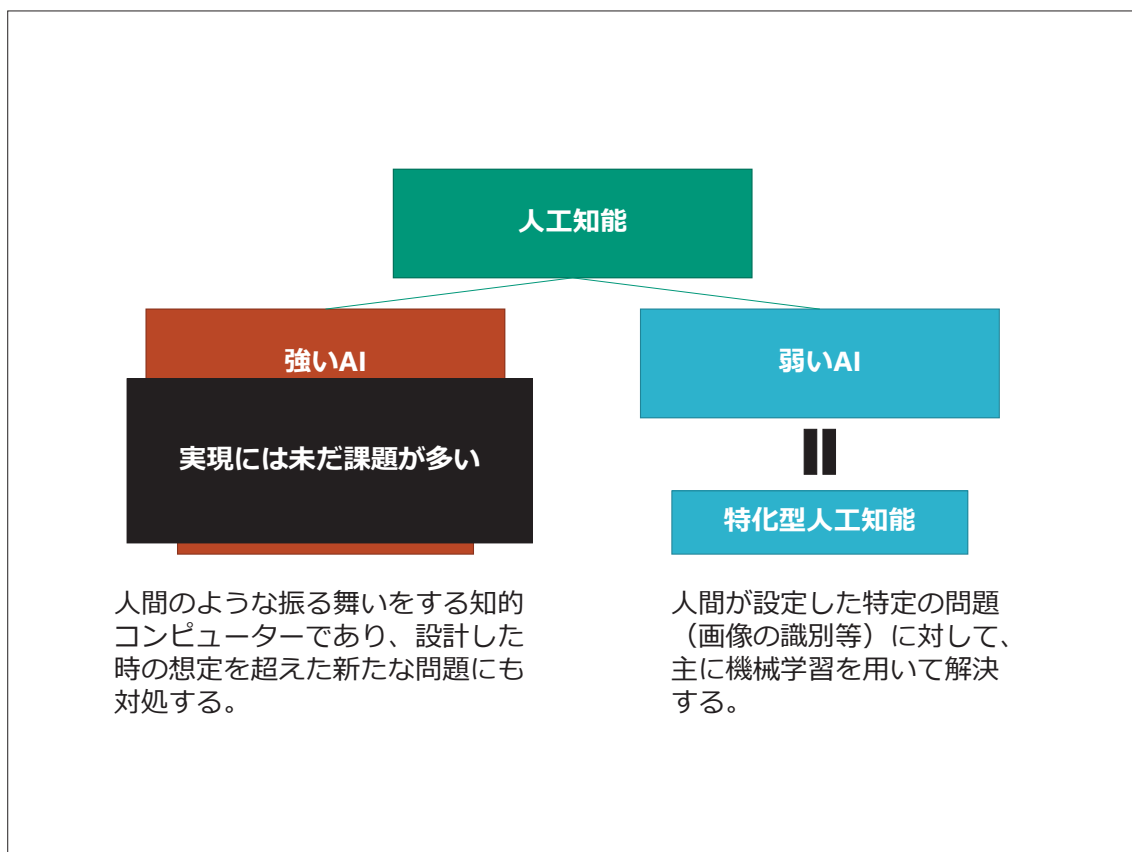 人工知能
強いAI
弱いAI
実現には未だ課題が多い
特化型人工知能
人間のような振る舞いをする知的
コンピューターであり、設計した
時の想定を超えた新たな問題にも
対処する。
人間が設定した特定の問題
（画像の識別等）に対して、
主に機械学習を用いて解決
する。